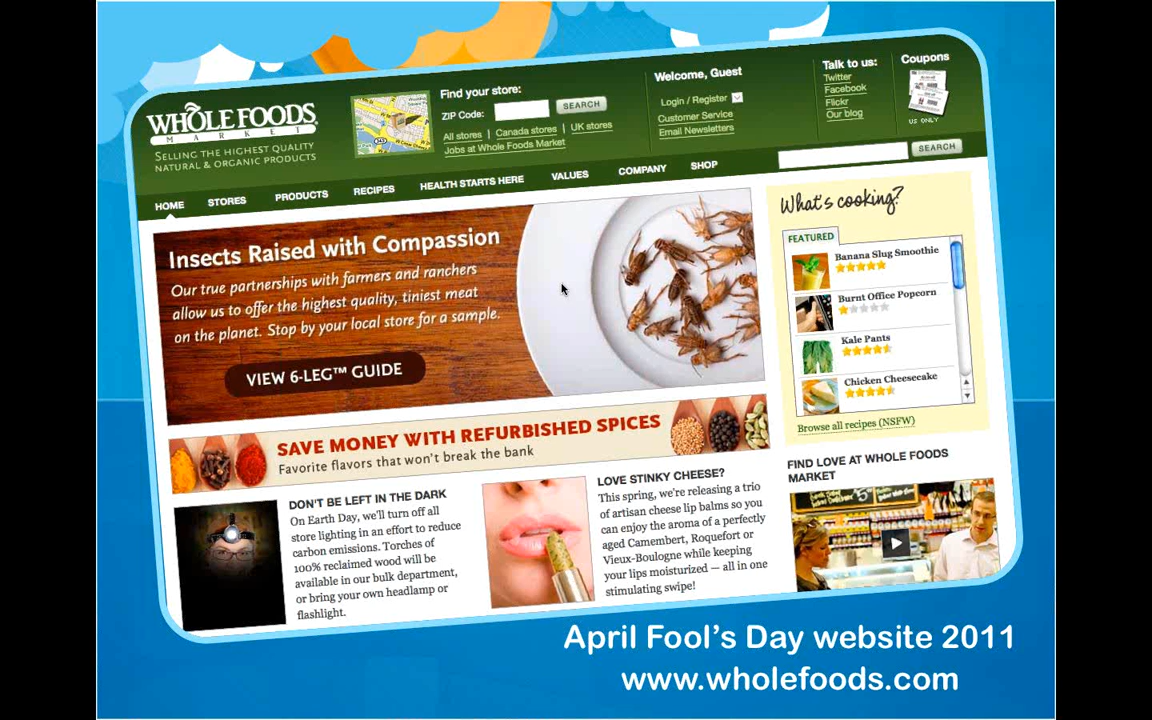 WHOLE FOODS
MARKET
SELLING THE HIGHEST QUALITY
NATURAL & ORGANIC PRODUCTS
Find your store:
ZIP Code:
SEARCH
All stores | Canada stores | UK stores
Jobs at Whole Foods Market
Welcome, Guest
Login / Register
Customer Service
Email Newsletters
Talk to us:
Twitter
Facebook
Flickr
Our blog
Coupons
US ONLY
SEARCH
HOME STORES PRODUCTS RECIPES HEALTH STARTS HERE VALUES COMPANY SHOP
Insects Raised with Compassion
Our true partnerships with farmers and ranchers
allow us to offer the highest quality, tiniest meat
on the planet. Stop by your local store for a sample.
VIEW 6-LEG™ GUIDE
What's cooking?
FEATURED
Banana Slug Smoothie
Burnt Office Popcorn
Kale Pants
Chicken Cheesecake
Browse all recipes (NSFW)
SAVE MONEY WITH REFURBISHED SPICES
Favorite flavors that won't break the bank
DON'T BE LEFT IN THE DARK
On Earth Day, we'll turn off all
store lighting in an effort to reduce
carbon emissions. Torches of
100% reclaimed wood will be
available in our bulk department,
or bring your own headlamp or
flashlight.
LOVE STINKY CHEESE?
This spring, we're releasing a trio
of artisan cheese lip balms so you
can enjoy the aroma of a perfectly
aged Camembert, Roquefort or
Vieux-Boulogne while keeping
your lips moisturized — all in one
stimulating swipe!
FIND LOVE AT WHOLE FOODS
MARKET
April Fool's Day website 2011
www.wholefoods.com